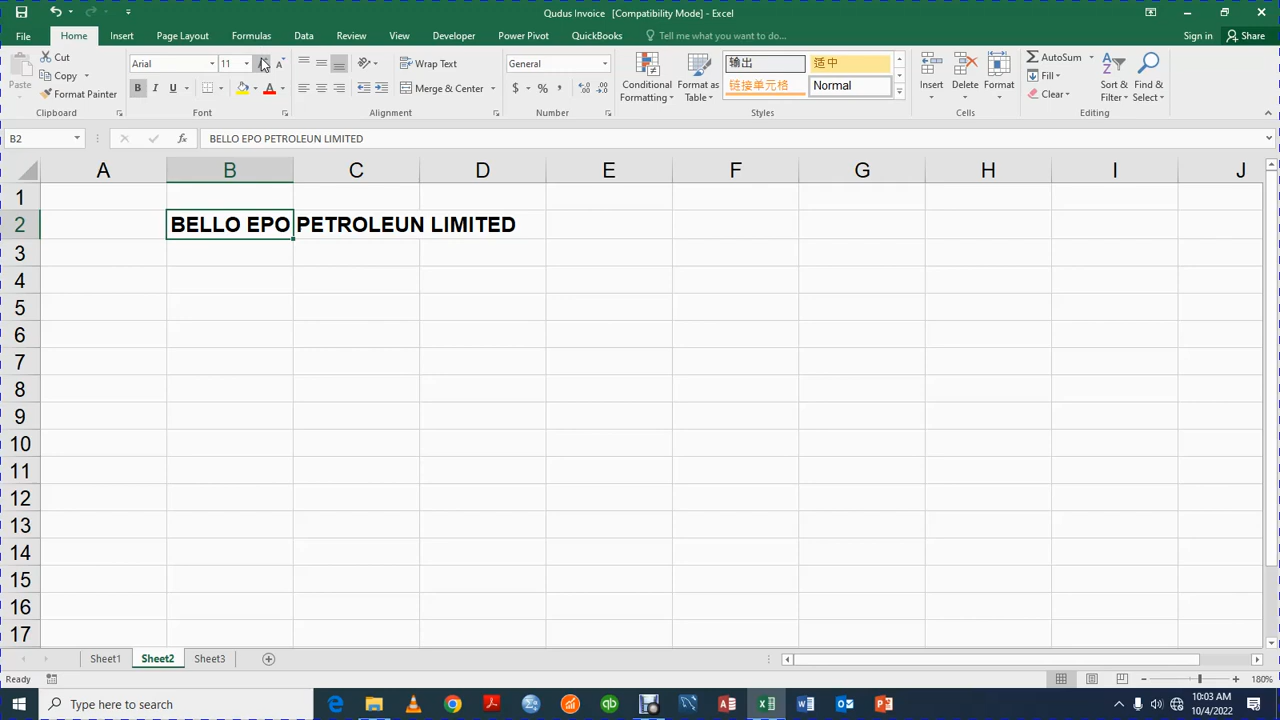 Qudus Invoice [Compatibility Mode] - Excel
File Home Insert Page Layout Formulas Data Review View Developer Power Pivot QuickBooks Tell me what you want to do... Sign in Share
Paste Cut Copy Format Painter Clipboard
Arial 11 B I U Font
Wrap Text Merge & Center Alignment
General $ % Number
Conditional Formatting Format as Table 输出 适中 链接单元格 Normal Styles
Insert Delete Format Cells
AutoSum Fill Clear Sort & Filter Find & Select Editing
B2 fx BELLO EPO PETROLEUN LIMITED
A B C D E F G H I J
1
2 BELLO EPO PETROLEUN LIMITED
3
4
5
6
7
8
9
10
11
12
13
14
15
16
17
Sheet1 Sheet2 Sheet3
Ready 180%
Type here to search 10:03 AM
10/4/2022